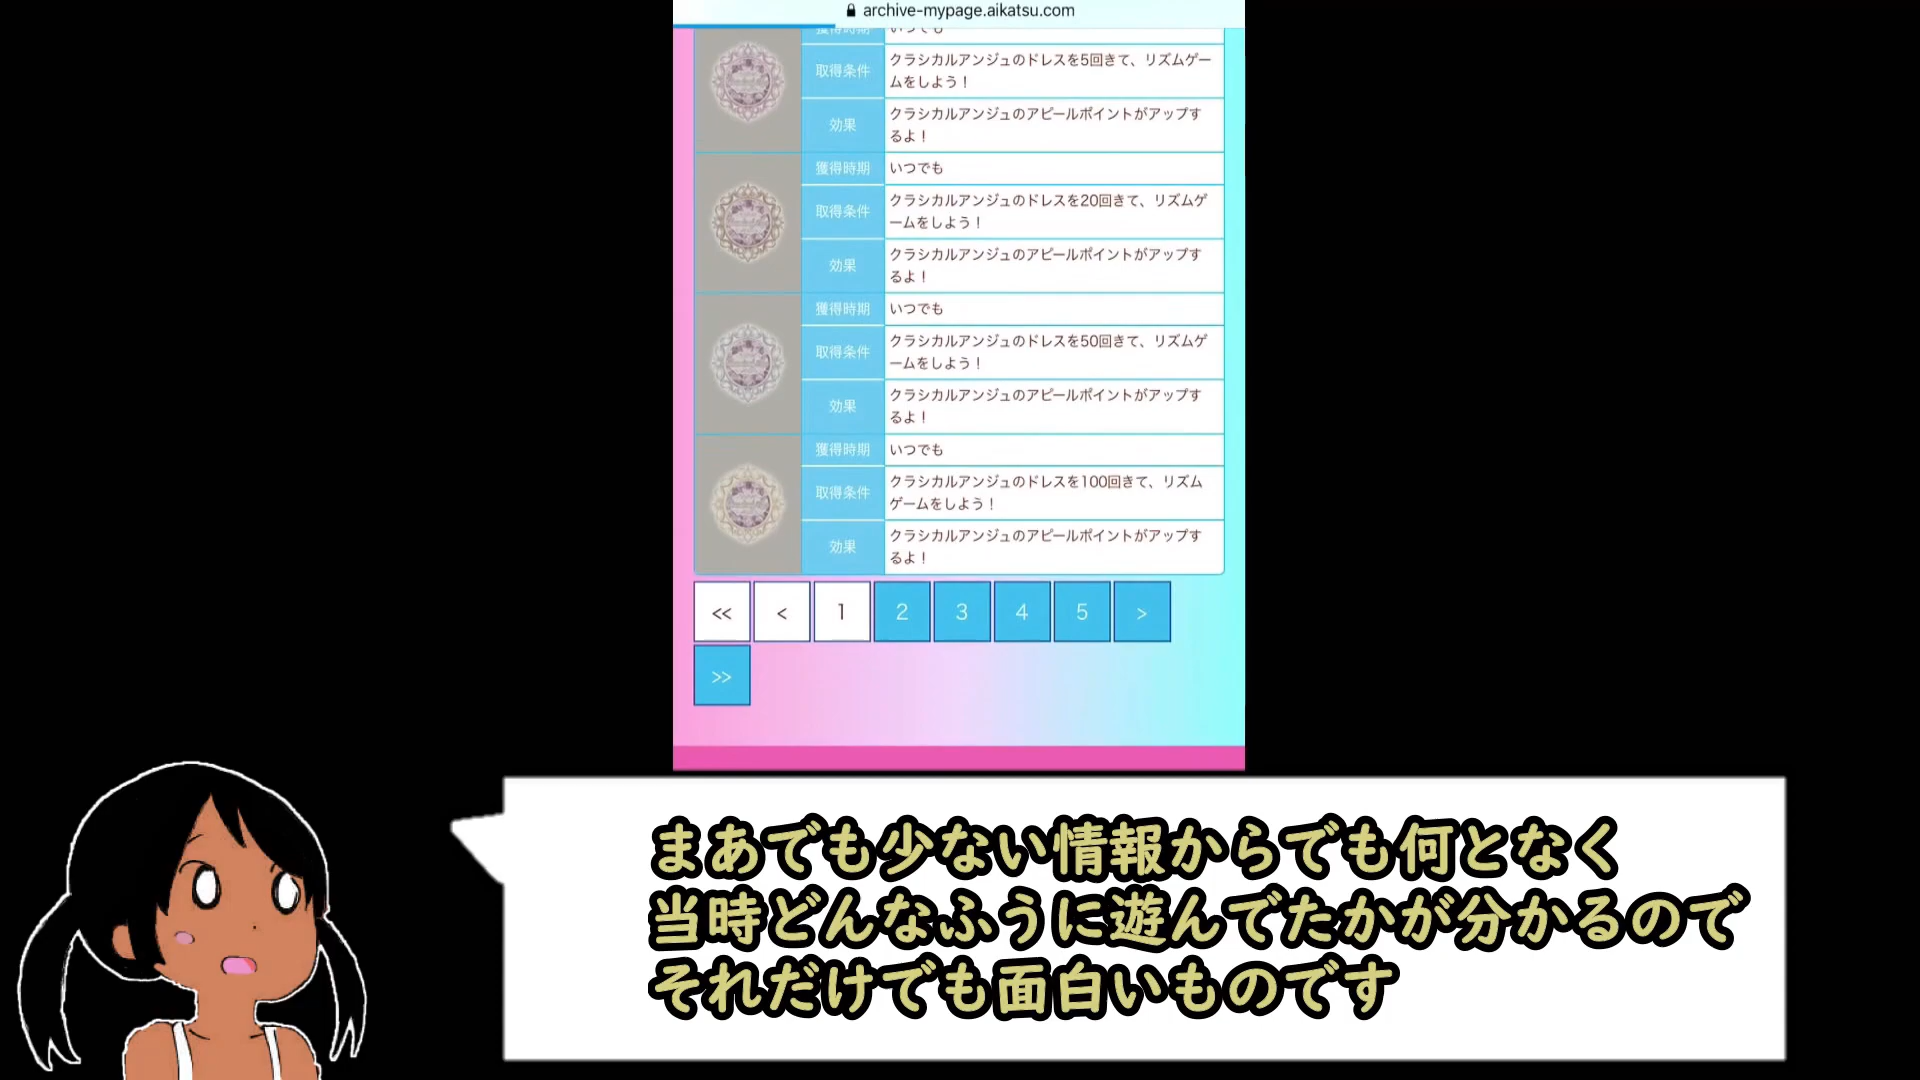 archive-mypage.aikatsu.com
獲得時期
いつでも
取得条件
クラシカルアンジュのドレスを5回きて、リズムゲー
ムをしよう！
効果
クラシカルアンジュのアピールポイントがアップす
るよ！
獲得時期
いつでも
取得条件
クラシカルアンジュのドレスを20回きて、リズムゲ
ームをしよう！
効果
クラシカルアンジュのアピールポイントがアップす
るよ！
獲得時期
いつでも
取得条件
クラシカルアンジュのドレスを50回きて、リズムゲ
ームをしよう！
効果
クラシカルアンジュのアピールポイントがアップす
るよ！
獲得時期
いつでも
取得条件
クラシカルアンジュのドレスを100回きて、リズム
ゲームをしよう！
効果
クラシカルアンジュのアピールポイントがアップす
るよ！
<< < 1 2 3 4 5 >
>>
まあでも少ない情報からでも何となく
当時どんなふうに遊んでたかが分かるので
それだけでも面白いものです